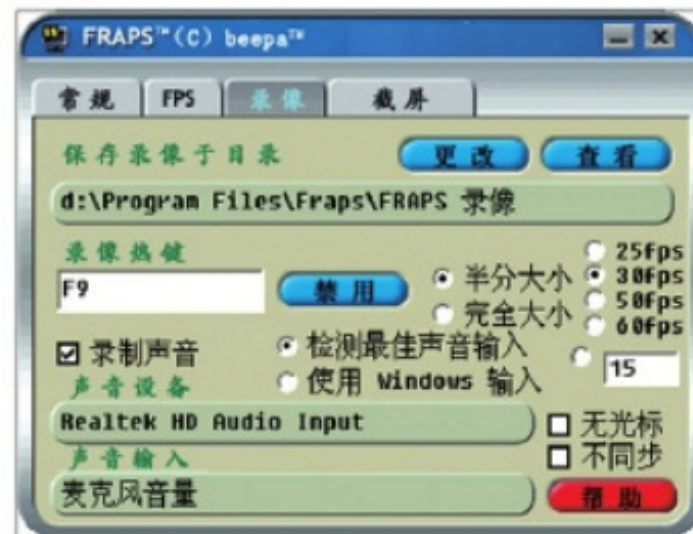 FRAPS™(C) beepa™
常规 FPS 录像 截屏
保存录像于目录 更改 查看
d:\Program Files\Fraps\FRAPS 录像
录像热键
F9 禁用
半分大小
完全大小
25fps
30fps
50fps
60fps
15
录制声音
检测最佳声音输入
使用 Windows 输入
声音设备
Realtek HD Audio Input
无光标
不同步
声音输入
麦克风音量
帮助